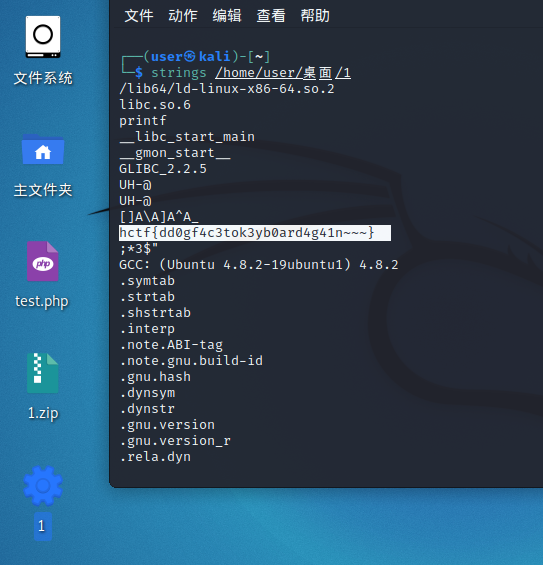 文件 动作 编辑 查看 帮助
┌──(user㉿kali)-[~]
└─$ strings /home/user/桌面/1
/lib64/ld-linux-x86-64.so.2
libc.so.6
printf
__libc_start_main
__gmon_start__
GLIBC_2.2.5
UH-@
UH-@
[]A\A]A^A_
hctf{dd0gf4c3tok3yb0ard4g41n~~~}
;*3$"
GCC: (Ubuntu 4.8.2-19ubuntu1) 4.8.2
.symtab
.strtab
.shstrtab
.interp
.note.ABI-tag
.note.gnu.build-id
.gnu.hash
.dynsym
.dynstr
.gnu.version
.gnu.version_r
.rela.dyn
文件系统
主文件夹
php
test.php
1.zip
1